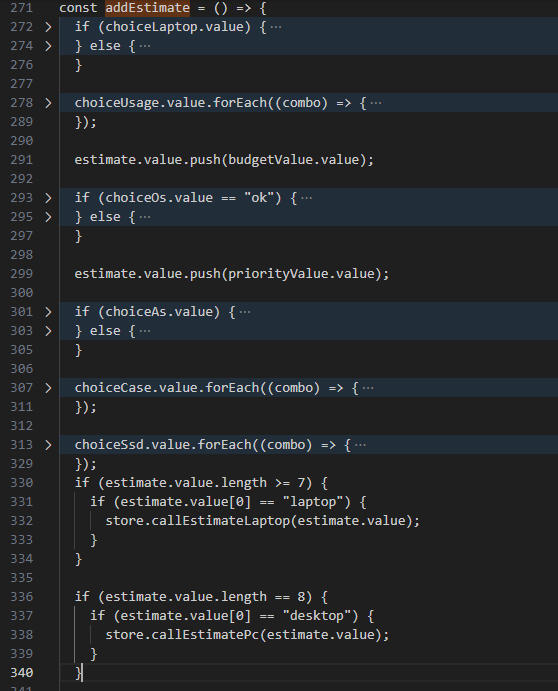 271 const addEstimate = () => {
272 > if (choiceLaptop.value) {···
274 > } else {···
276 }
277
278 > choiceUsage.value.forEach((combo) => {···
289 });
290
291 estimate.value.push(budgetValue.value);
292
293 > if (choiceOs.value == "ok") {···
295 > } else {···
297 }
298
299 estimate.value.push(priorityValue.value);
300
301 > if (choiceAs.value) {···
303 > } else {···
305 }
306
307 > choiceCase.value.forEach((combo) => {···
311 });
312
313 > choiceSsd.value.forEach((combo) => {···
329 });
330 if (estimate.value.length >= 7) {
331 if (estimate.value[0] == "laptop") {
332 store.callEstimateLaptop(estimate.value);
333 }
334 }
335
336 if (estimate.value.length == 8) {
337 if (estimate.value[0] == "desktop") {
338 store.callEstimatePc(estimate.value);
339 }
340 }
341